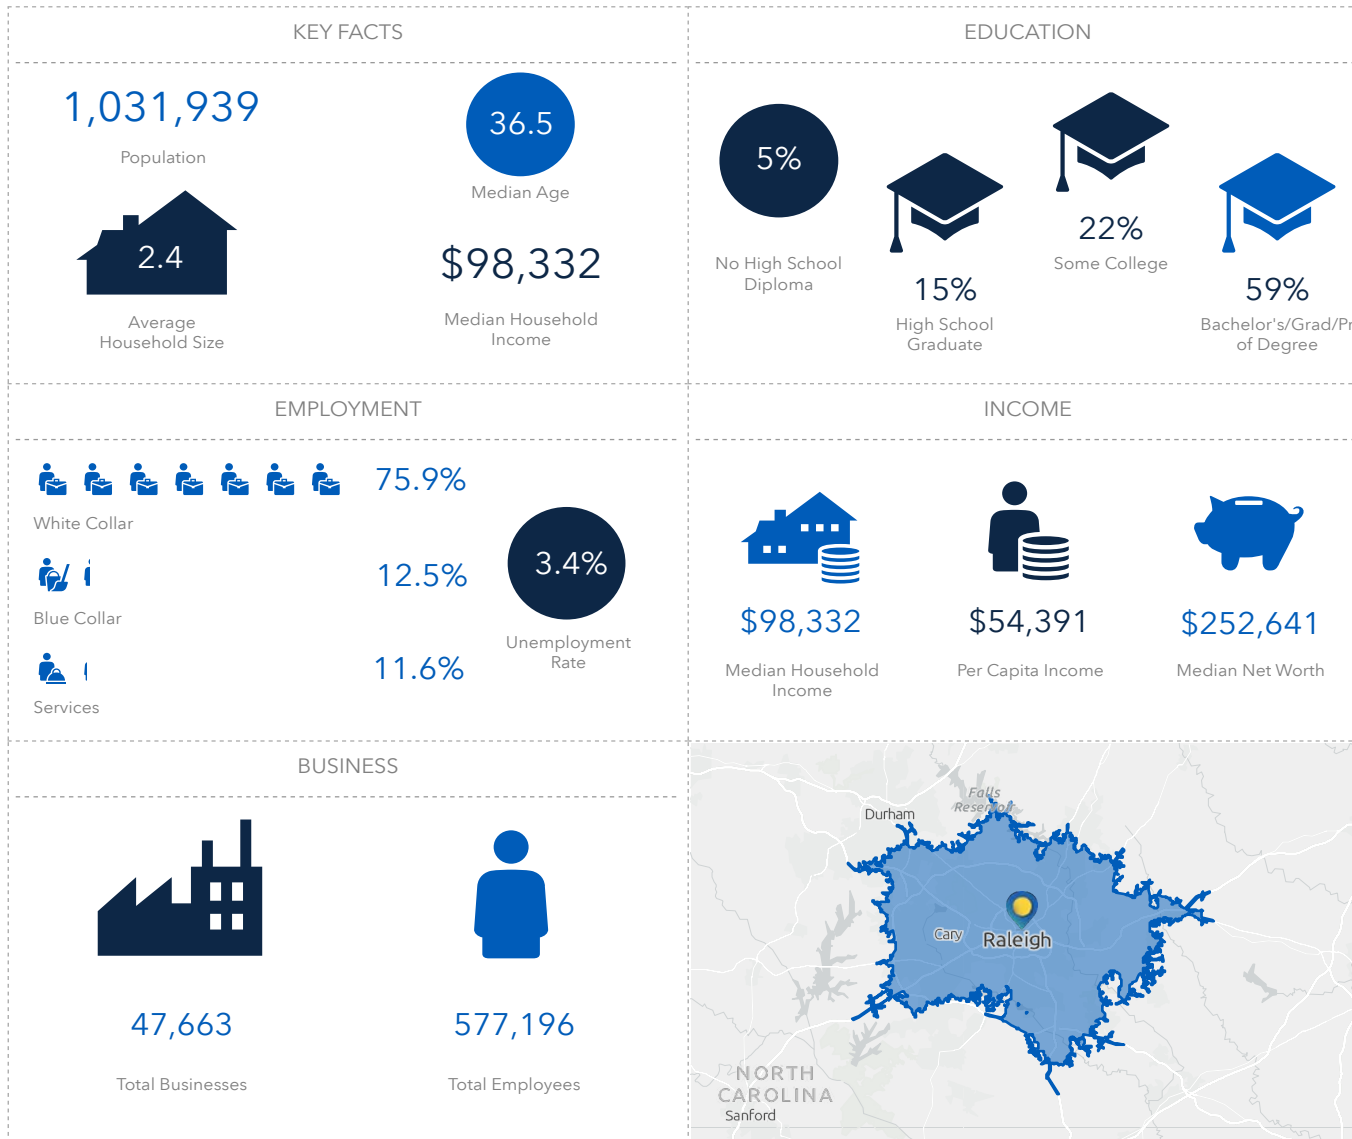 KEY FACTS
1,031,939
Population
36.5
Median Age
2.4
Average
Household Size
$98,332
Median Household
Income
EDUCATION
5%
No High School
Diploma
15%
High School
Graduate
22%
Some College
59%
Bachelor's/Grad/Pr
of Degree
EMPLOYMENT
75.9%
White Collar
12.5%
Blue Collar
11.6%
Services
3.4%
Unemployment
Rate
INCOME
$98,332
Median Household
Income
$54,391
Per Capita Income
$252,641
Median Net Worth
BUSINESS
47,663
Total Businesses
577,196
Total Employees
Falls
Reservoir
Durham
Cary
Raleigh
NORTH
CAROLINA
Sanford